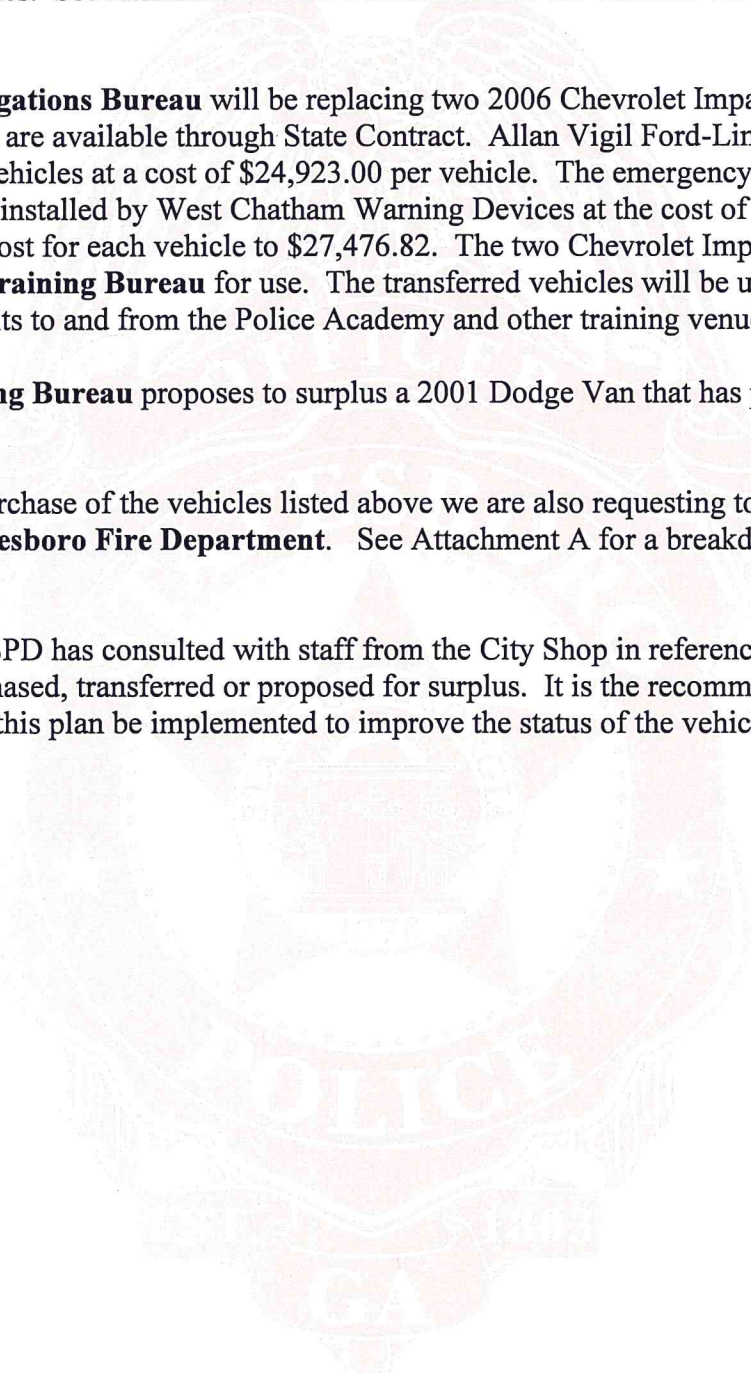 gations Bureau will be replacing two 2006 Chevrolet Impa
are available through State Contract. Allan Vigil Ford-Lin
ehicles at a cost of $24,923.00 per vehicle. The emergency
installed by West Chatham Warning Devices at the cost of
ost for each vehicle to $27,476.82. The two Chevrolet Imp
raining Bureau for use. The transferred vehicles will be u
ts to and from the Police Academy and other training venu
ng Bureau proposes to surplus a 2001 Dodge Van that has
rchase of the vehicles listed above we are also requesting to
esboro Fire Department. See Attachment A for a breakd
PD has consulted with staff from the City Shop in referenc
ased, transferred or proposed for surplus. It is the recomm
this plan be implemented to improve the status of the vehic
POLICE
EST. 1803
GA